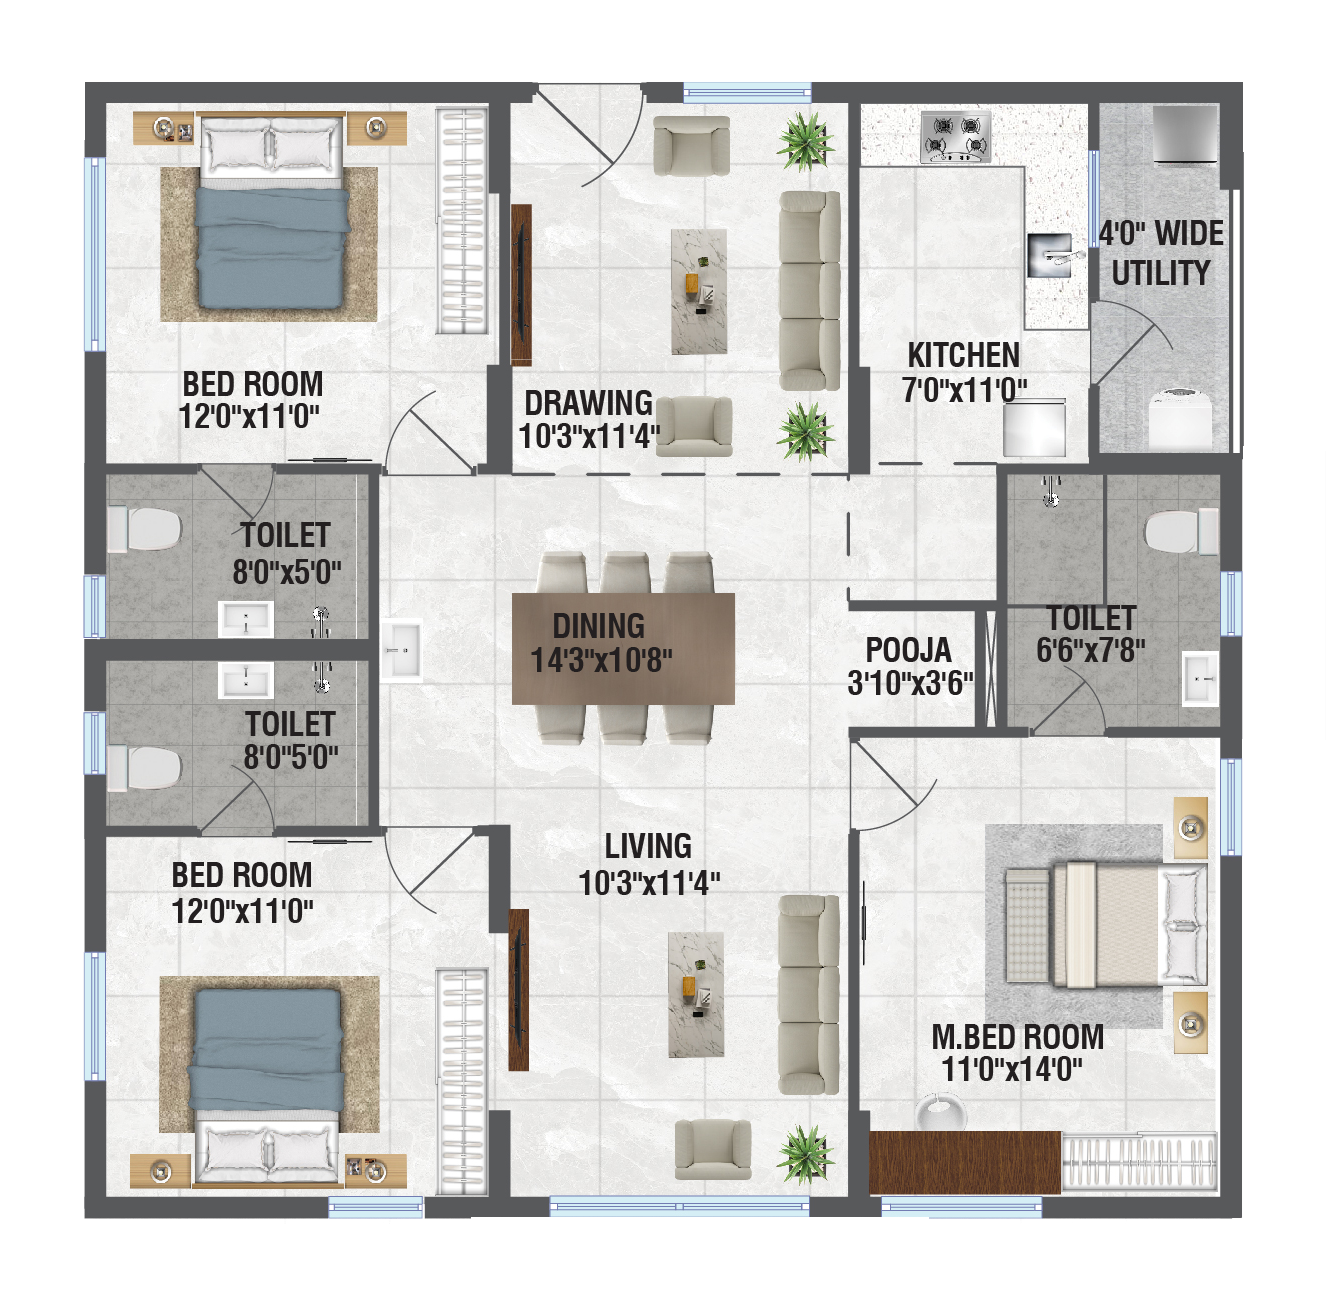 4'0" WIDE
UTILITY
KITCHEN
7'0"x11'0"
BED ROOM
12'0"x11'0"
DRAWING
10'3"x11'4"
TOILET
8'0"x5'0"
DINING
14'3"x10'8"
POOJA
3'10"x3'6"
TOILET
6'6"x7'8"
TOILET
8'0"5'0"
LIVING
10'3"x11'4"
BED ROOM
12'0"x11'0"
M.BED ROOM
11'0"x14'0"